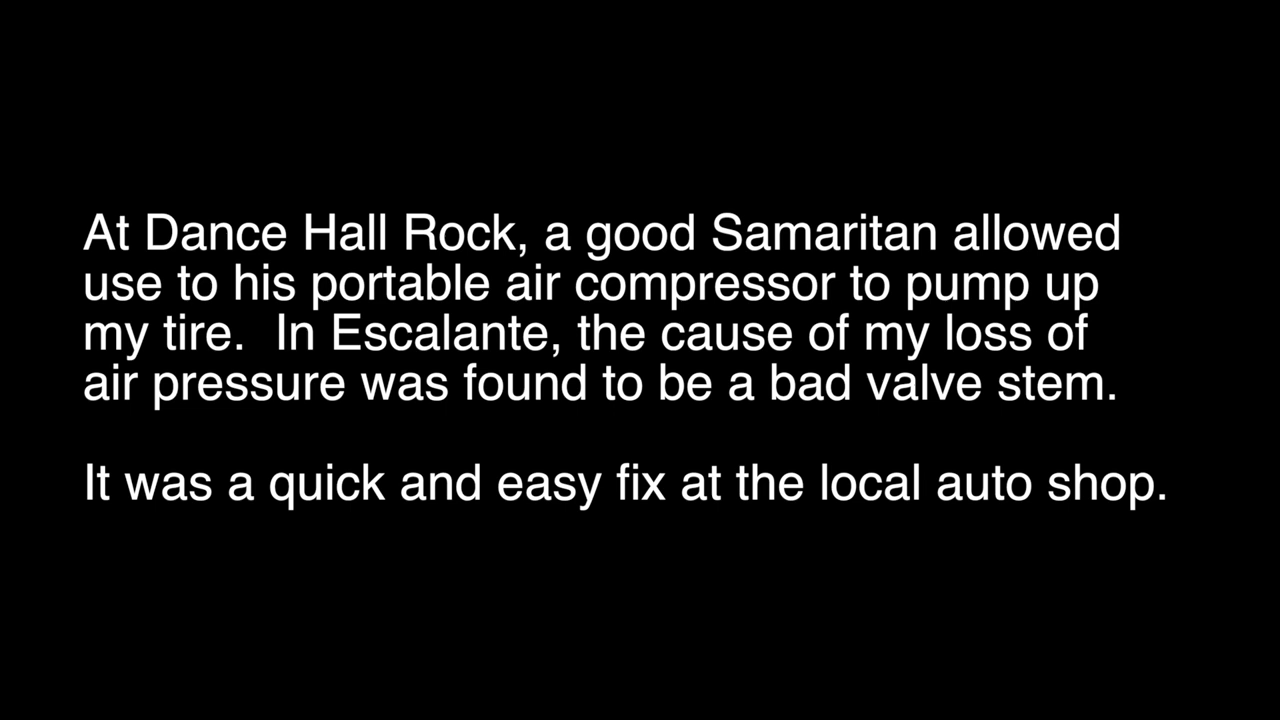 At Dance Hall Rock, a good Samaritan allowed
use to his portable air compressor to pump up
my tire.  In Escalante, the cause of my loss of
air pressure was found to be a bad valve stem.
It was a quick and easy fix at the local auto shop.